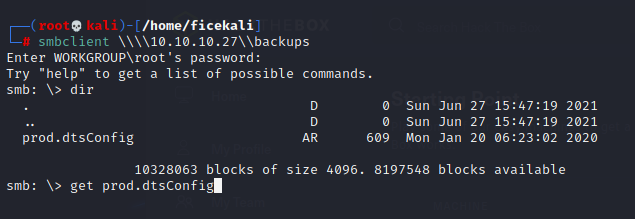 ┌──(root💀kali)-[/home/ficekali]
└─# smbclient \\\\10.10.10.27\\backups
Enter WORKGROUP\root's password:
Try "help" to get a list of possible commands.
smb: \> dir
. D 0 Sun Jun 27 15:47:19 2021
.. D 0 Sun Jun 27 15:47:19 2021
prod.dtsConfig AR 609 Mon Jan 20 06:23:02 2020
10328063 blocks of size 4096. 8197548 blocks available
smb: \> get prod.dtsConfig